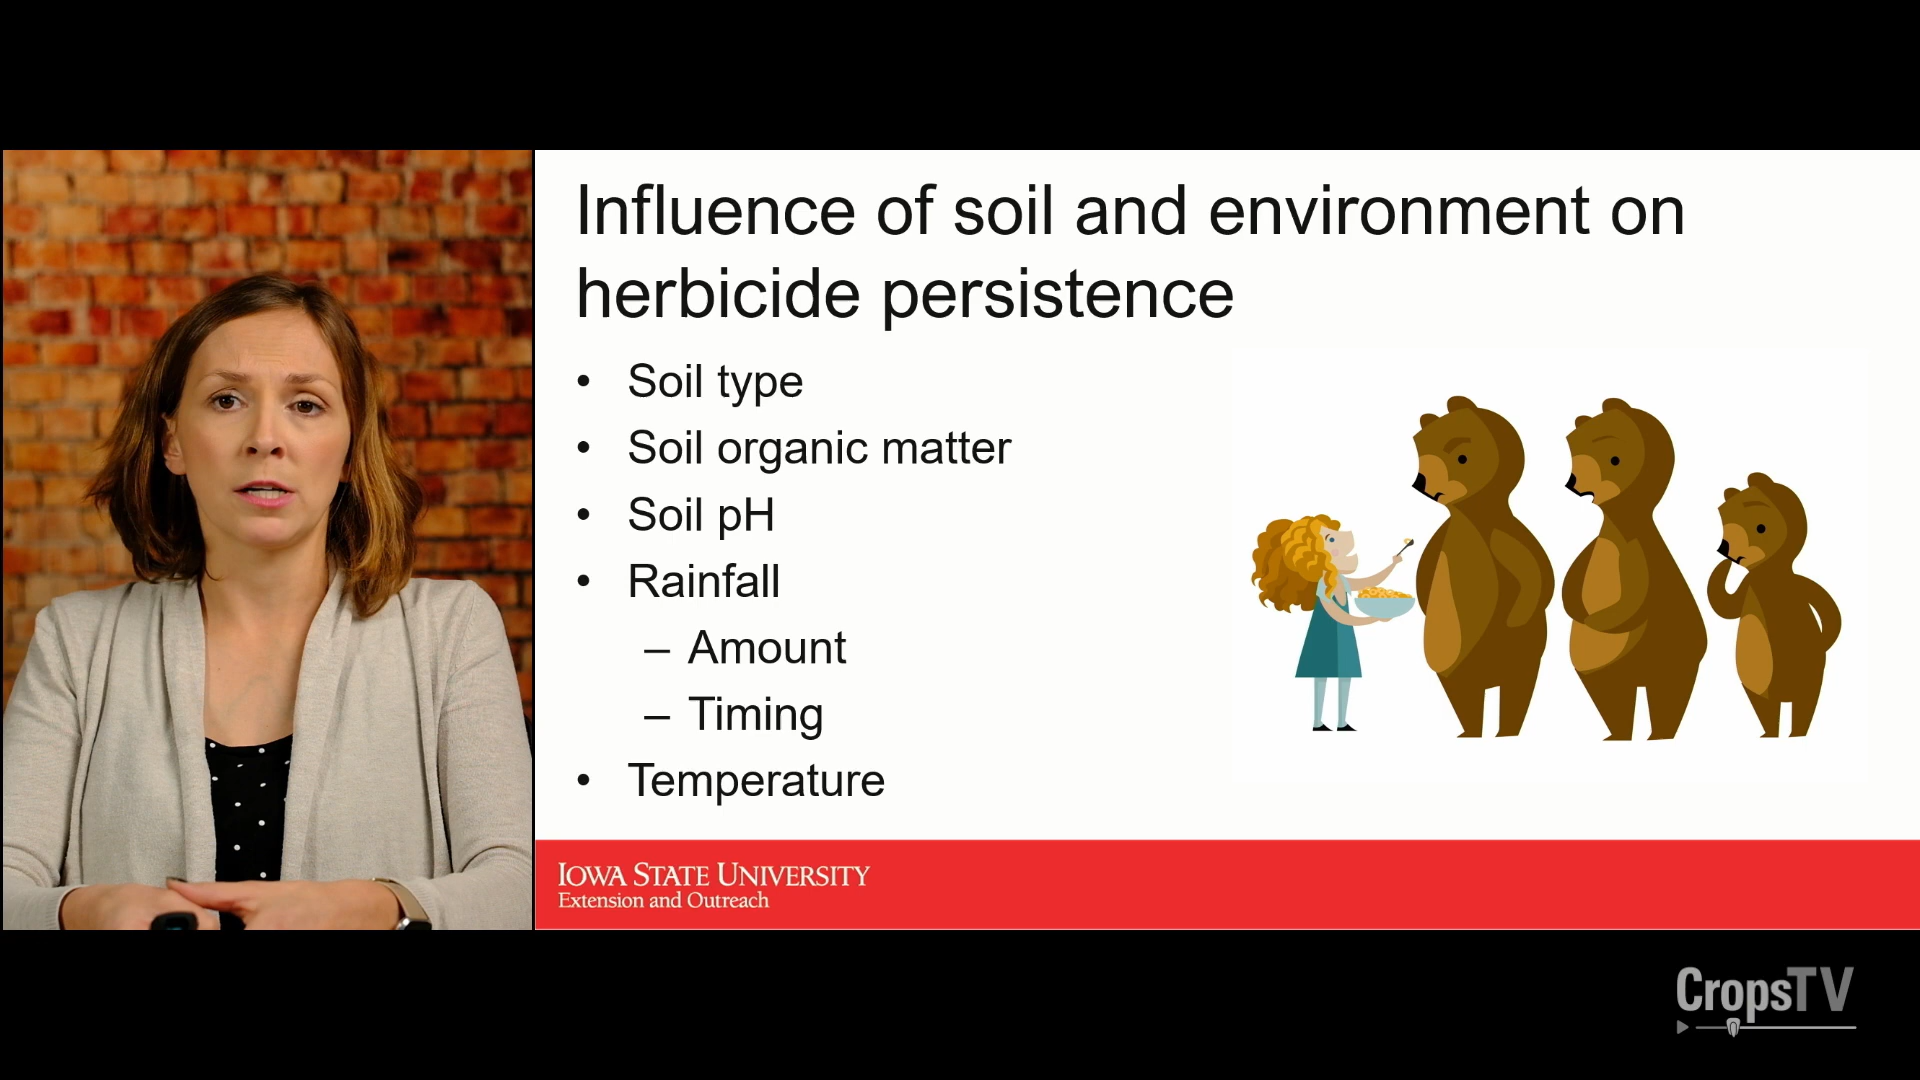 Influence of soil and environment on
herbicide persistence
• Soil type
• Soil organic matter
• Soil pH
• Rainfall
– Amount
– Timing
• Temperature
IOWA STATE UNIVERSITY
Extension and Outreach
CropsTV